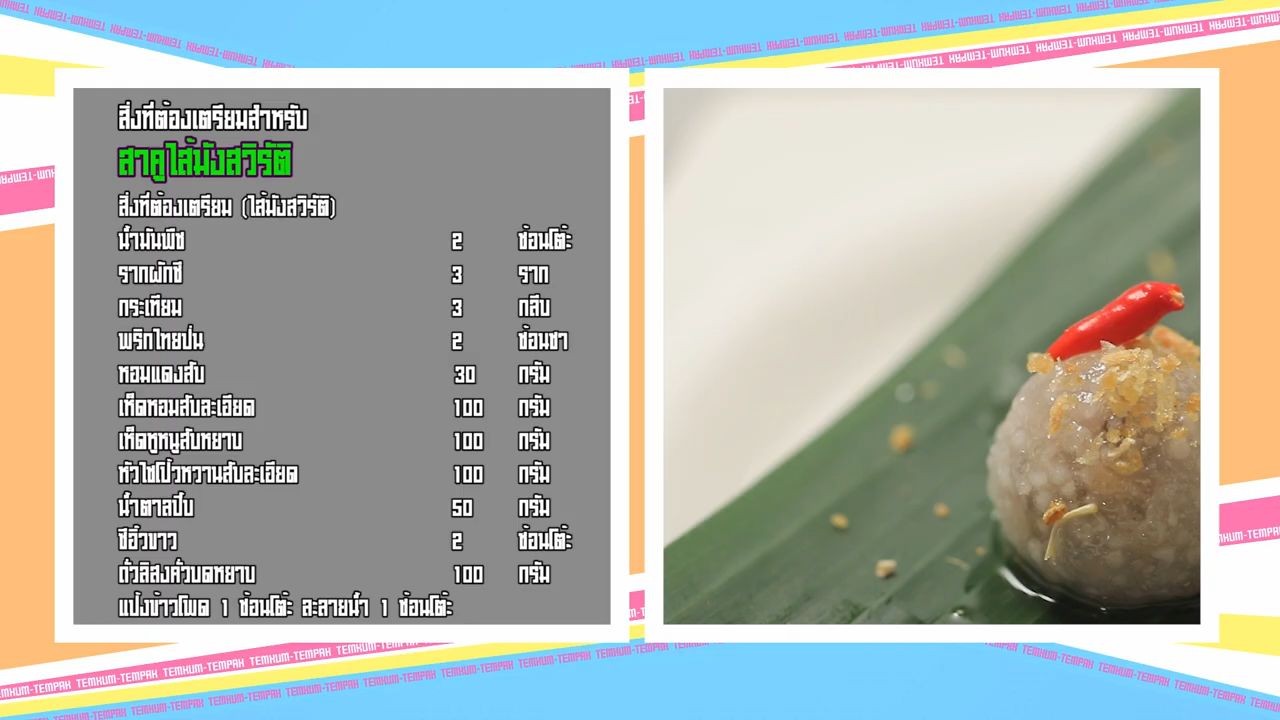 สิ่งที่ต้องเตรียมสำหรับ
สาคูไส้มังสวิรัติ
สิ่งที่ต้องเตรียม (ไส้มังสวิรัติ)
น้ำมันพืช 2 ช้อนโต๊ะ
รากผักชี 3 ราก
กระเทียม 3 กลีบ
พริกไทยป่น 2 ช้อนชา
หอมแดงสับ 30 กรัม
เห็ดหอมสับละเอียด 100 กรัม
เห็ดหูหนูสับหยาบ 100 กรัม
หัวไชโป๊วหวานสับละเอียด 100 กรัม
น้ำตาลปี๊บ 50 กรัม
ซีอิ๊วขาว 2 ช้อนโต๊ะ
ถั่วลิสงคั่วบดหยาบ 100 กรัม
แป้งข้าวโพด 1 ช้อนโต๊ะ ละลายน้ำ 1 ช้อนโต๊ะ
TEMKUM-TEMPAK TEMKUM-TEMPAK TEMKUM-TEMPAK